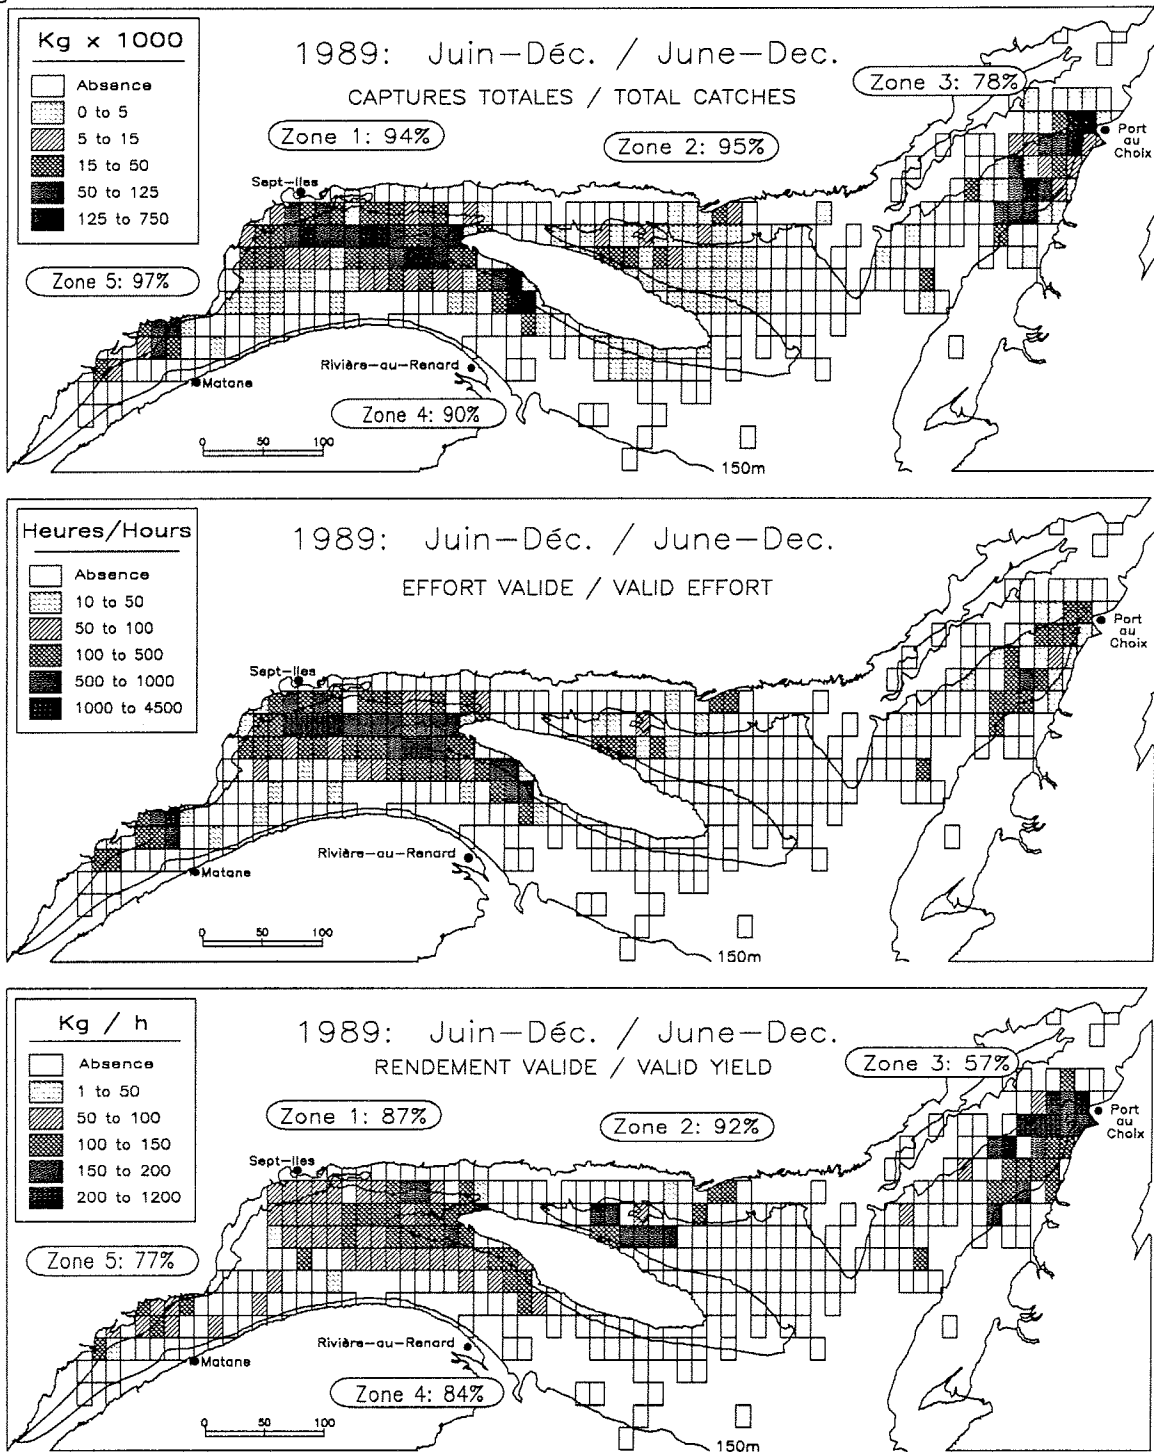 Kg x 1000
Absence
0 to 5
5 to 15
15 to 50
50 to 125
125 to 750
1989: Juin-Déc. / June-Dec.
CAPTURES TOTALES / TOTAL CATCHES
Zone 1: 94%
Zone 2: 95%
Zone 3: 78%
Port
au
Choix
Sept-Iles
Zone 5: 97%
Rivière-au-Renard
Matane
Zone 4: 90%
0 50 100
150m
Heures/Hours
Absence
10 to 50
50 to 100
100 to 500
500 to 1000
1000 to 4500
1989: Juin-Déc. / June-Dec.
EFFORT VALIDE / VALID EFFORT
Port
au
Choix
Sept-Iles
Rivière-au-Renard
Matane
0 50 100
150m
Kg / h
Absence
1 to 50
50 to 100
100 to 150
150 to 200
200 to 1200
1989: Juin-Déc. / June-Dec.
RENDEMENT VALIDE / VALID YIELD
Zone 3: 57%
Zone 1: 87%
Zone 2: 92%
Port
au
Choix
Sept-Iles
Zone 5: 77%
Rivière-au-Renard
Matane
Zone 4: 84%
0 50 100
150m